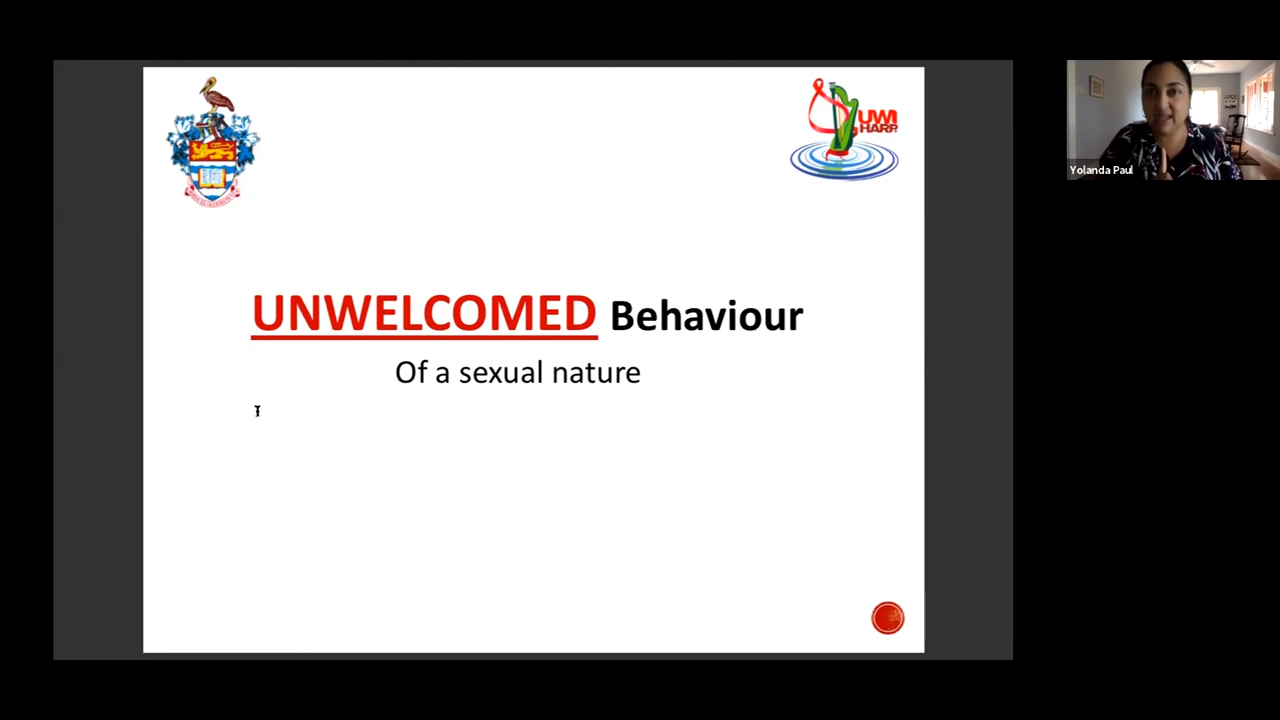 UWI
HARP
UNWELCOMED Behaviour
Of a sexual nature
Yolanda Paul